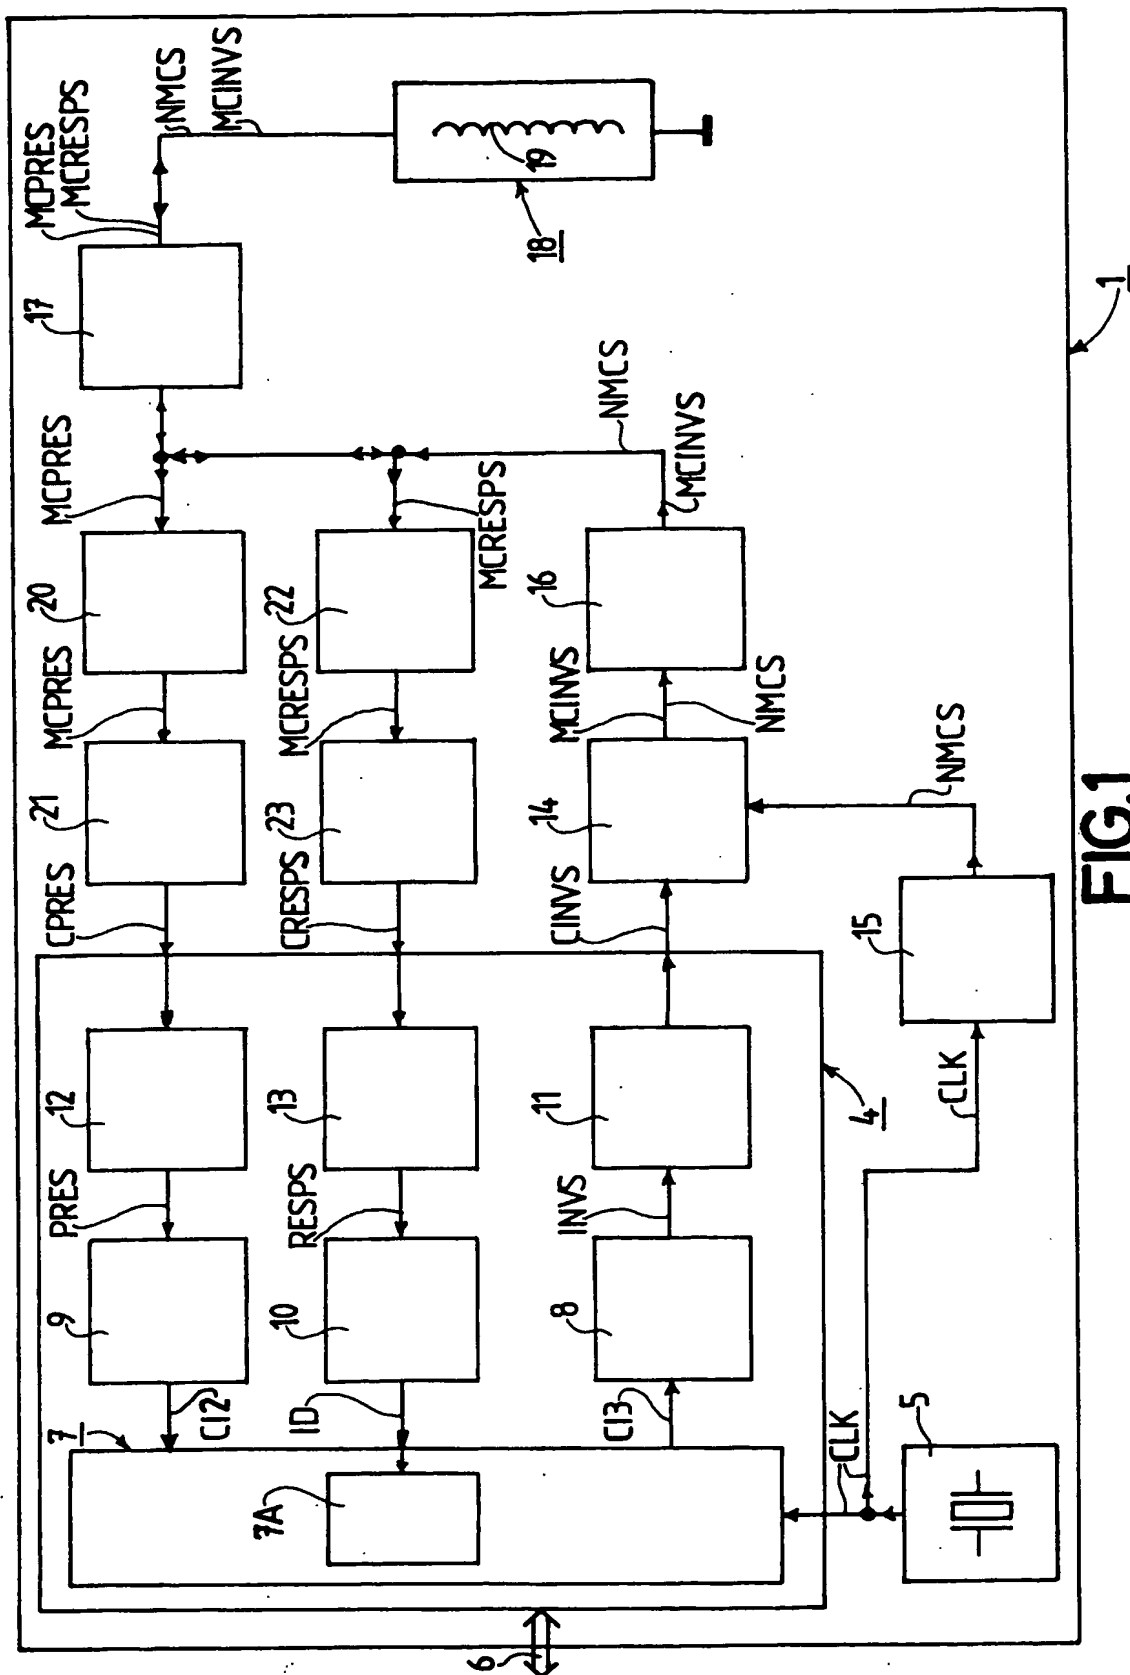 MCPRES
MCRESPS
NMCS
MCINVS
17
19
18
1
MCPRES
NMCS
MCINVS
MCRESPS
20
22
16
MCPRES
MCRESPS
MCINVS
NMCS
21
23
14
NMCS
CPRES
CRESPS
CINVS
15
12
13
11
4
CLK
PRES
RESPS
INVS
9
10
8
CI2
ID
CI3
7
7A
CLK
5
6
FIG.1